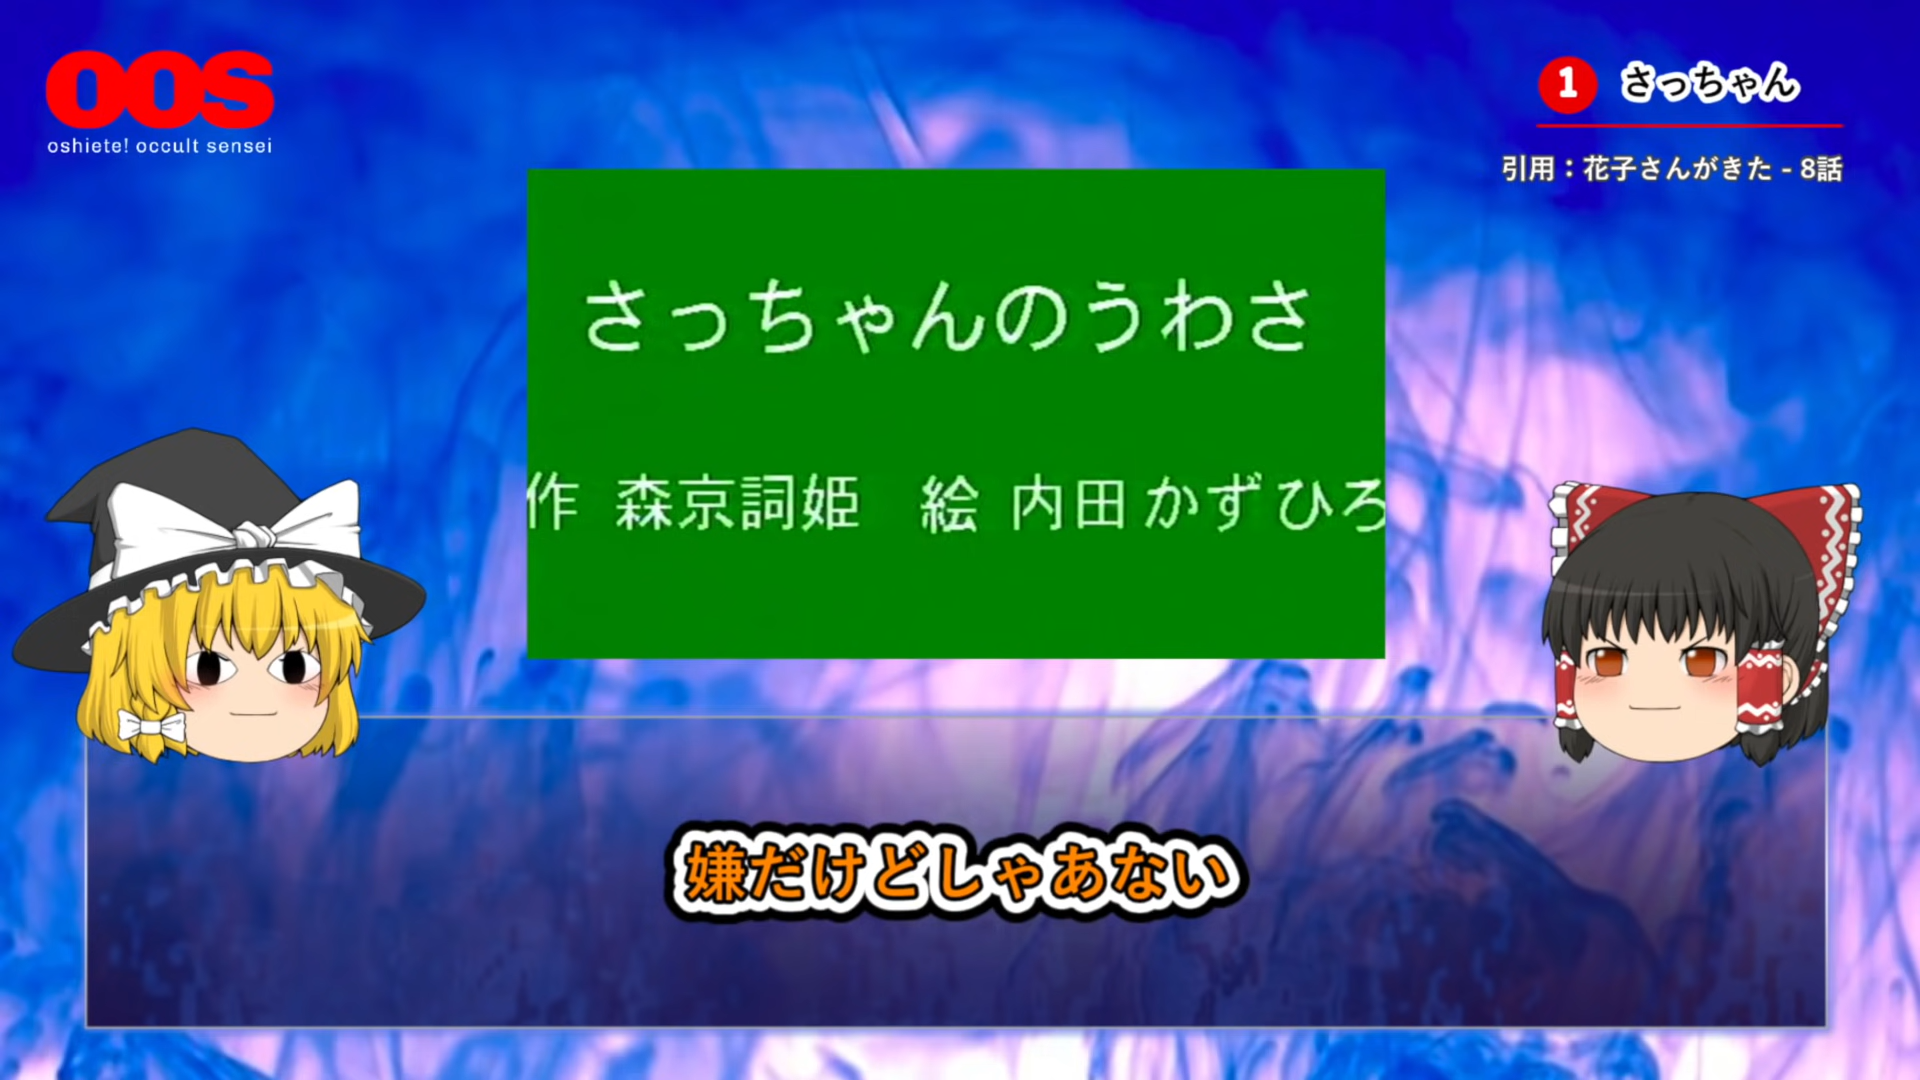 OOS
oshiete! occult sensei
1 さっちゃん
引用：花子さんがきた - 8話
さっちゃんのうわさ
作 森京詞姫 絵 内田かずひろ
嫌だけどしゃあない